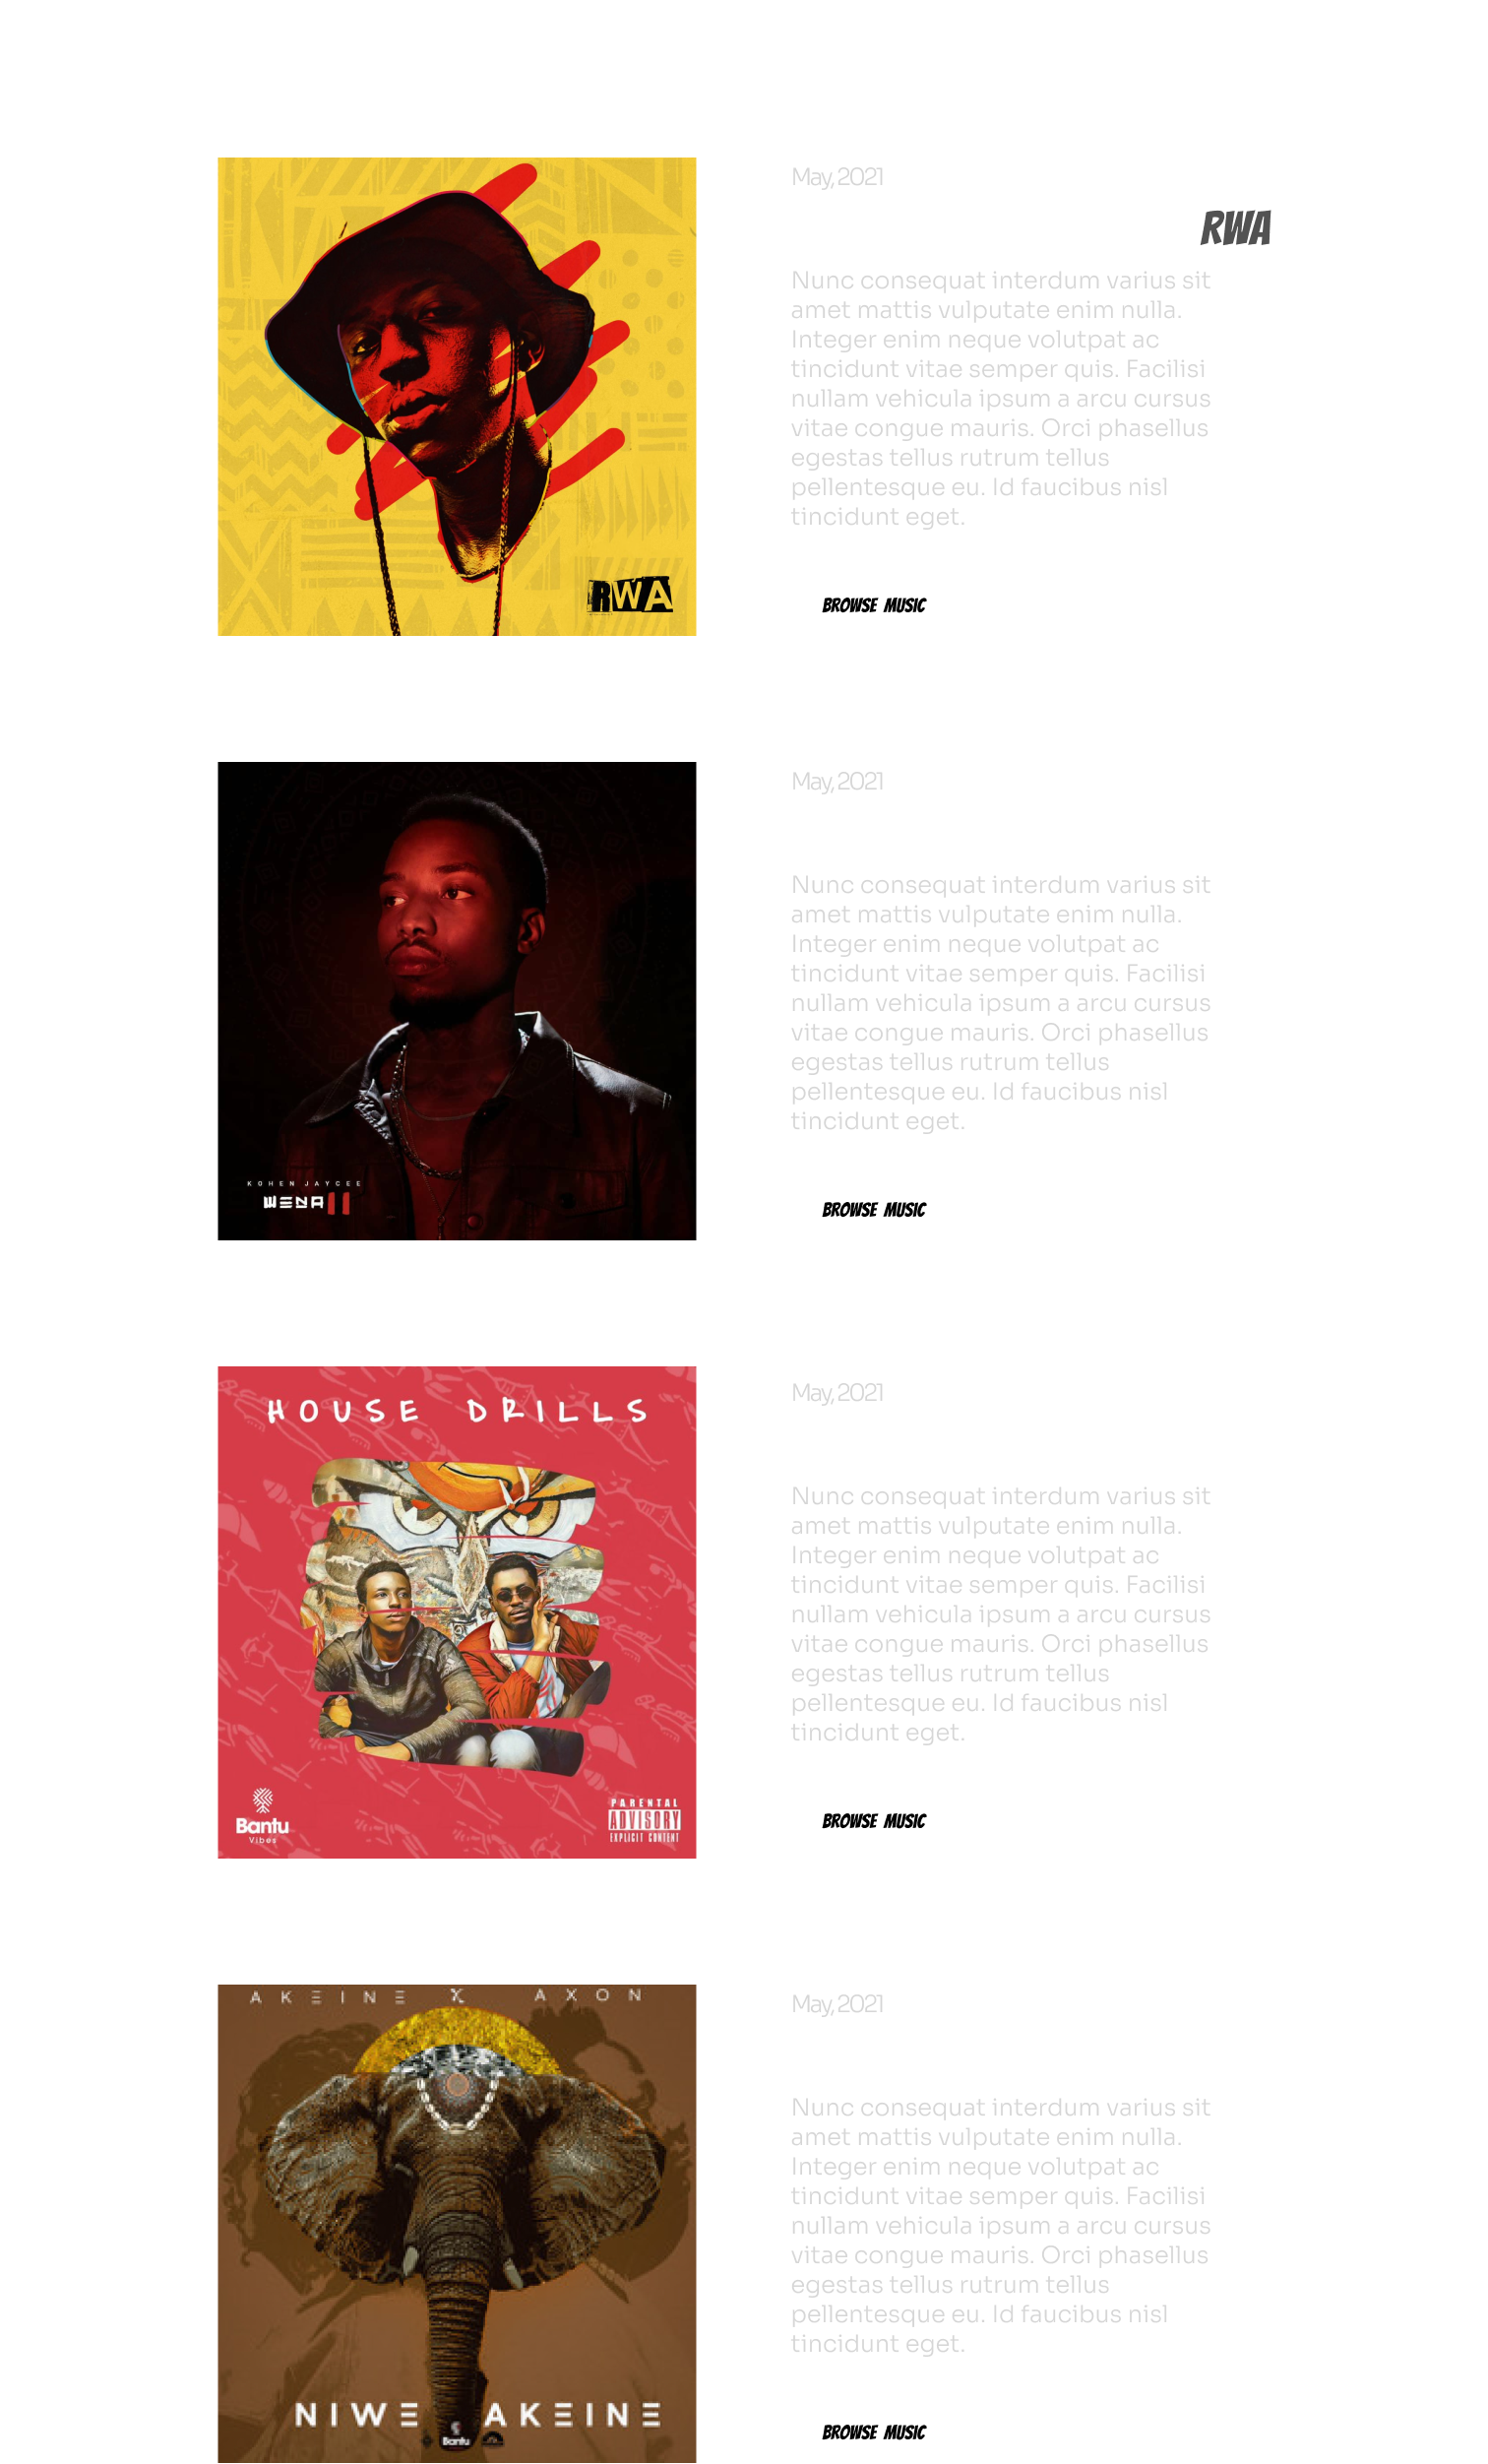 May, 2021
RWA
Nunc consequat interdum varius sit
amet mattis vulputate enim nulla.
Integer enim neque volutpat ac
tincidunt vitae semper quis. Facilisi
nullam vehicula ipsum a arcu cursus
vitae congue mauris. Orci phasellus
egestas tellus rutrum tellus
pellentesque eu. Id faucibus nisl
tincidunt eget.
RWA
BROWSE MUSIC
May, 2021
Nunc consequat interdum varius sit
amet mattis vulputate enim nulla.
Integer enim neque volutpat ac
tincidunt vitae semper quis. Facilisi
nullam vehicula ipsum a arcu cursus
vitae congue mauris. Orci phasellus
egestas tellus rutrum tellus
pellentesque eu. Id faucibus nisl
tincidunt eget.
KOHEN JAYCEE
WENA II
BROWSE MUSIC
HOUSE DRILLS
Bantu
Vibes
PARENTAL
ADVISORY
EXPLICIT CONTENT
May, 2021
Nunc consequat interdum varius sit
amet mattis vulputate enim nulla.
Integer enim neque volutpat ac
tincidunt vitae semper quis. Facilisi
nullam vehicula ipsum a arcu cursus
vitae congue mauris. Orci phasellus
egestas tellus rutrum tellus
pellentesque eu. Id faucibus nisl
tincidunt eget.
BROWSE MUSIC
AKEINE X AXON
NIWE AKEINE
Bantu
May, 2021
Nunc consequat interdum varius sit
amet mattis vulputate enim nulla.
Integer enim neque volutpat ac
tincidunt vitae semper quis. Facilisi
nullam vehicula ipsum a arcu cursus
vitae congue mauris. Orci phasellus
egestas tellus rutrum tellus
pellentesque eu. Id faucibus nisl
tincidunt eget.
BROWSE MUSIC